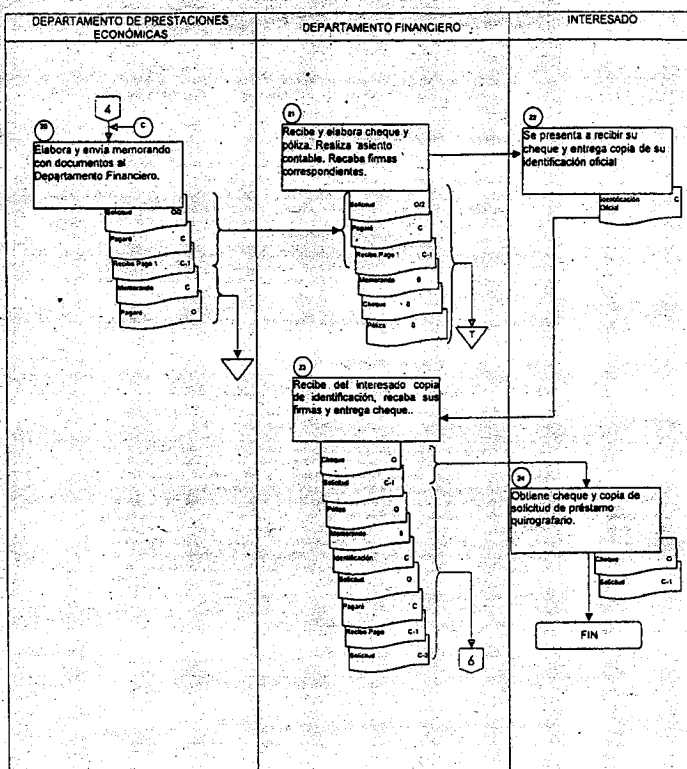 DEPARTAMENTO DE PRESTACIONES
ECONÓMICAS
DEPARTAMENTO FINANCIERO
INTERESADO
4
C
20
Elabora y envía memorando
con documentos al
Departamento Financiero.
Solicitud O/2
Pagaré C
Recibo Pago 1 C-1
Memorando C
Pagaré O
21
Recibe y elabora cheque y
póliza. Realiza asiento
contable. Recaba firmas
correspondientes.
Solicitud O/2
Pagaré C
Recibo Pago 1 C-1
Memorando
Cheque
Póliza
T
22
Se presenta a recibir su
cheque y entrega copia de su
identificación oficial
Identificación C
Oficial
23
Recibe del interesado copia
de identificación, recaba sus
firmas y entrega cheque..
Cheque O
Solicitud C-1
Póliza O
Memorando
Identificación C
Solicitud O
Pagaré C
Recibo Pago C-1
Solicitud C-2
6
24
Obtiene cheque y copia de
solicitud de préstamo
quirografario.
Cheque O
Solicitud C-1
FIN